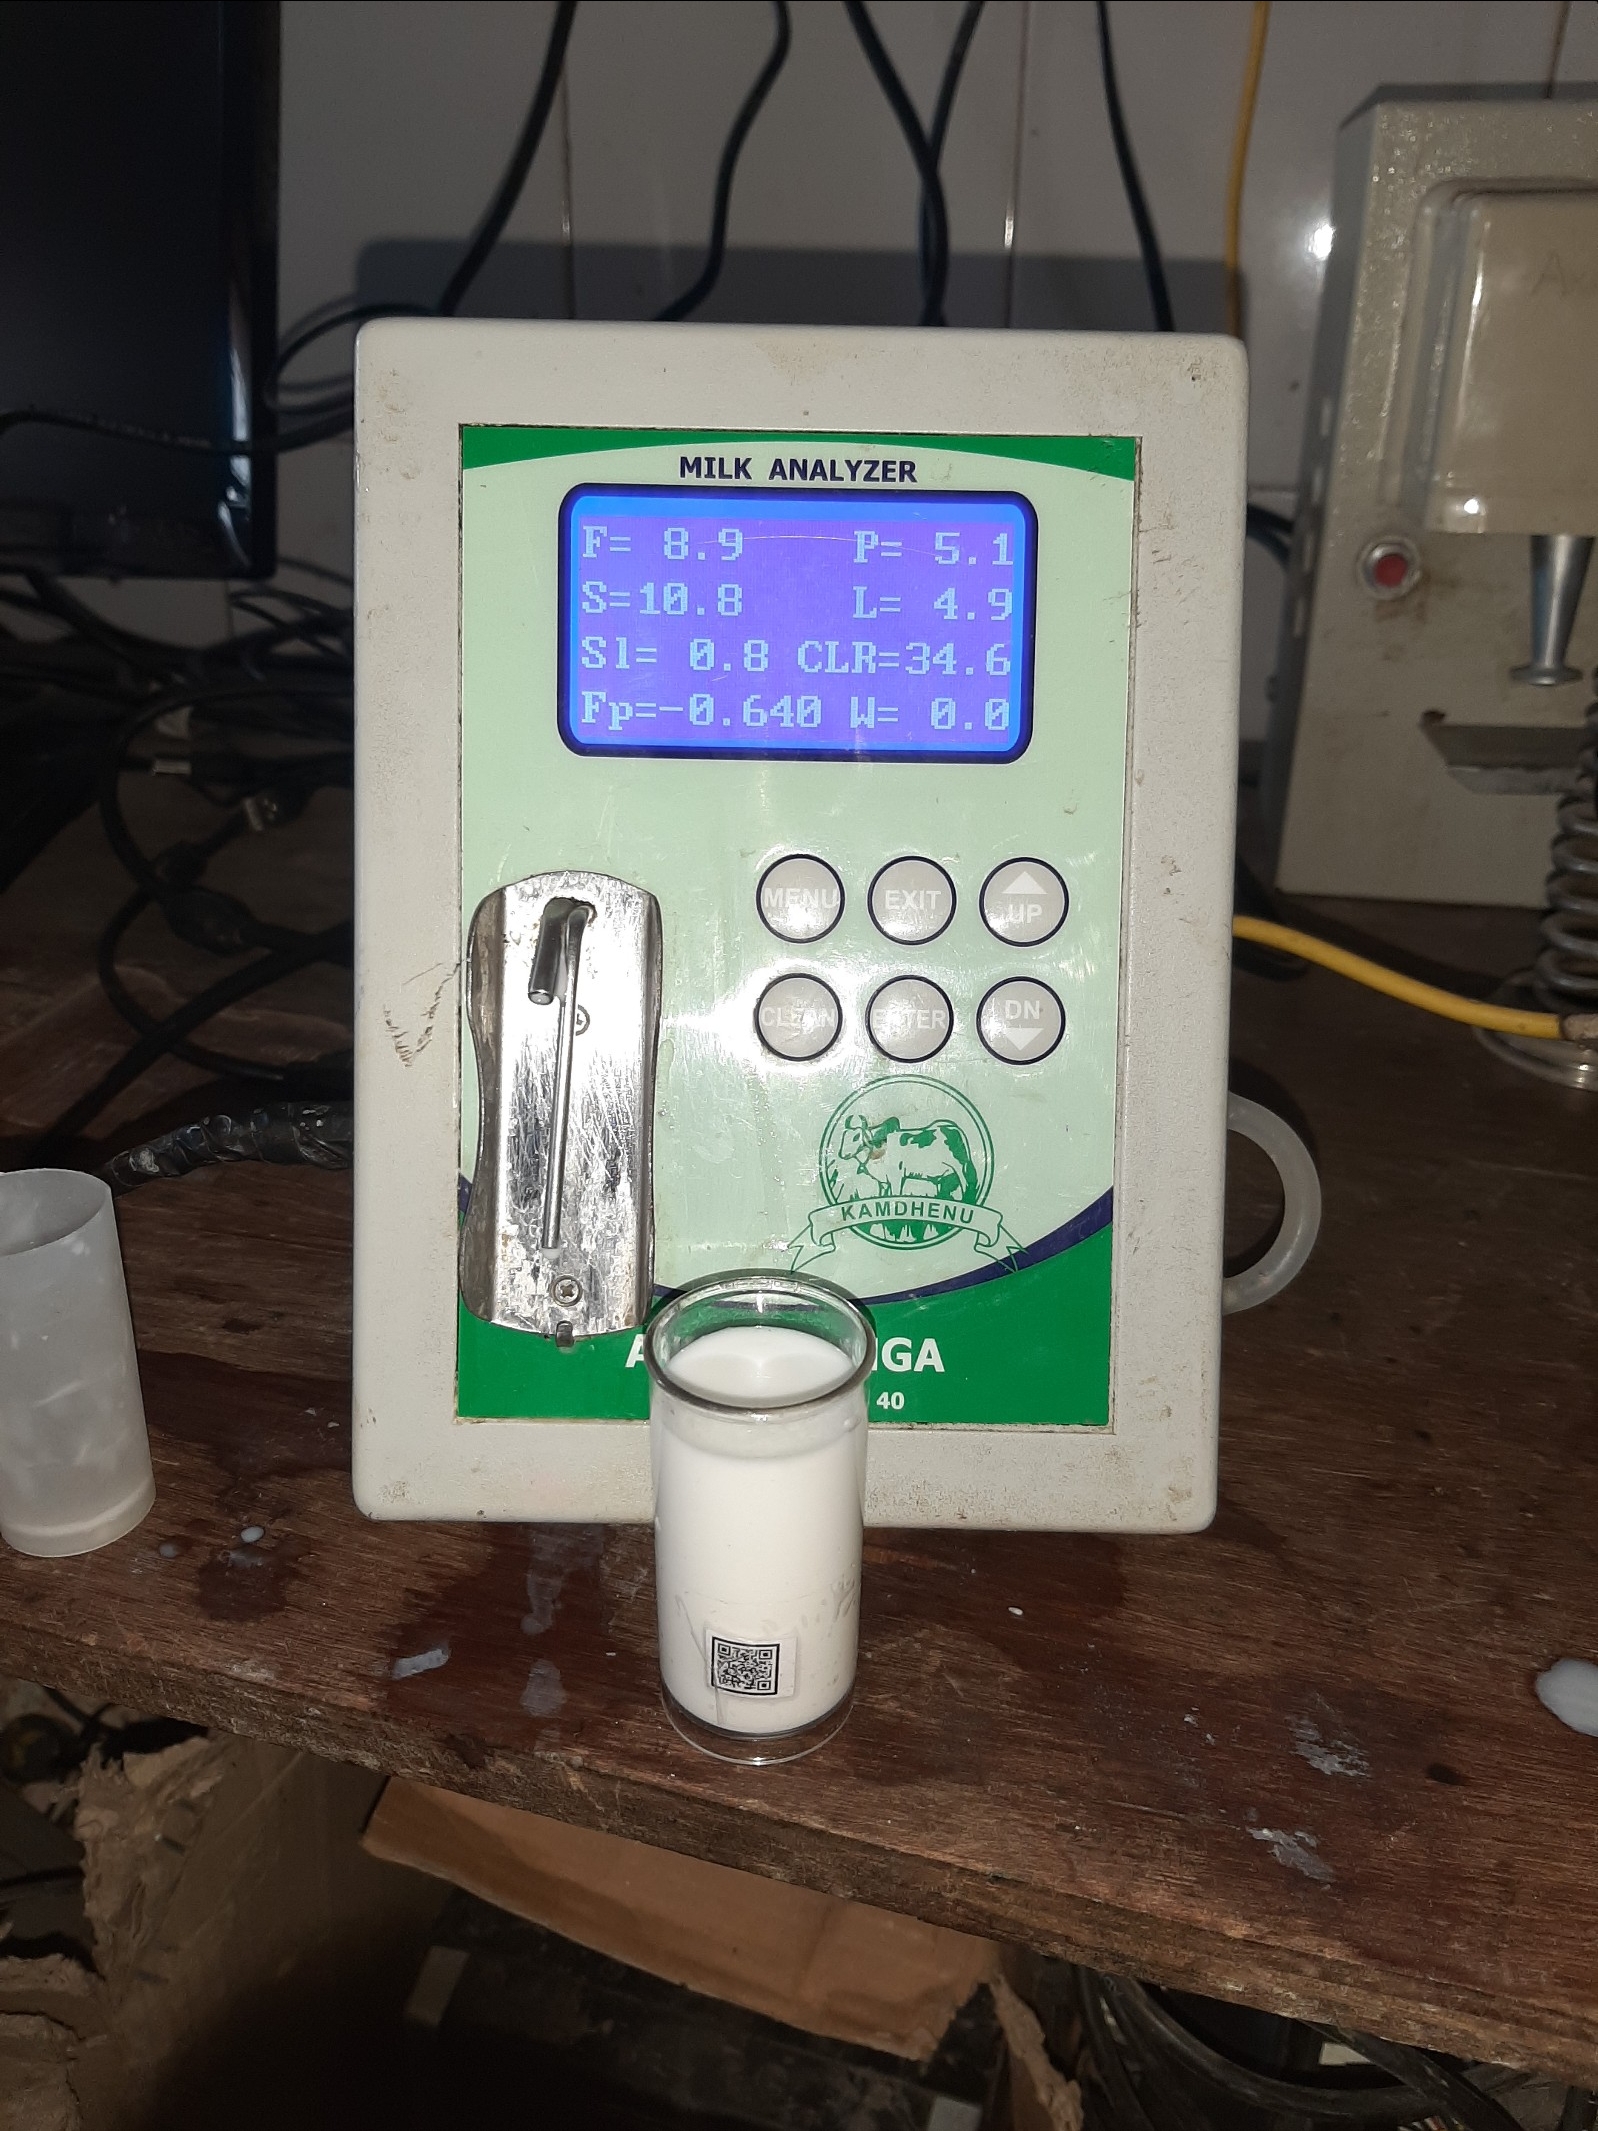 MILK ANALYZER
F= 8.9 P= 5.1
S=10.8 L= 4.9
Sl= 0.8 CLR=34.6
Fp=-0.640 W= 0.0
MENU EXIT UP
CLEAN ENTER DN
KAMDHENU
40